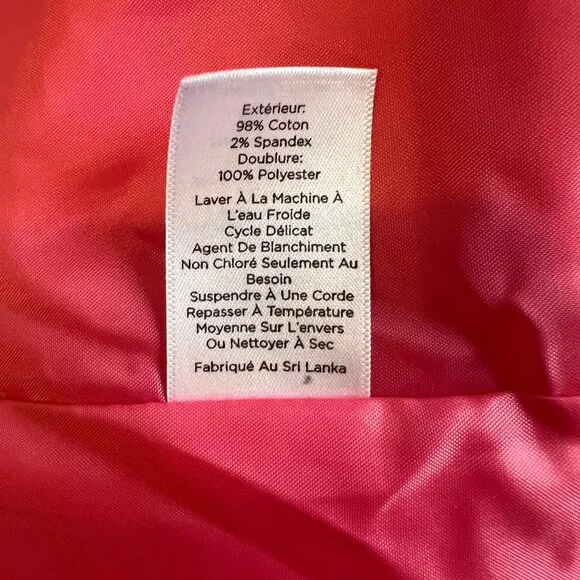 Extérieur:
98% Coton
2% Spandex
Doublure:
100% Polyester
Laver À La Machine À
L'eau Froide
Cycle Délicat
Agent De Blanchiment
Non Chloré Seulement Au
Besoin
Suspendre À Une Corde
Repasser À Température
Moyenne Sur L'envers
Ou Nettoyer À Sec
Fabriqué Au Sri Lanka